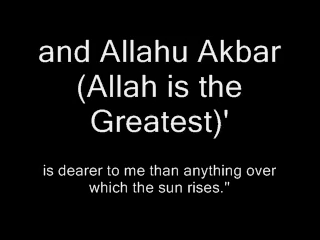 and Allahu Akbar
(Allah is the
Greatest)'
is dearer to me than anything over
which the sun rises."